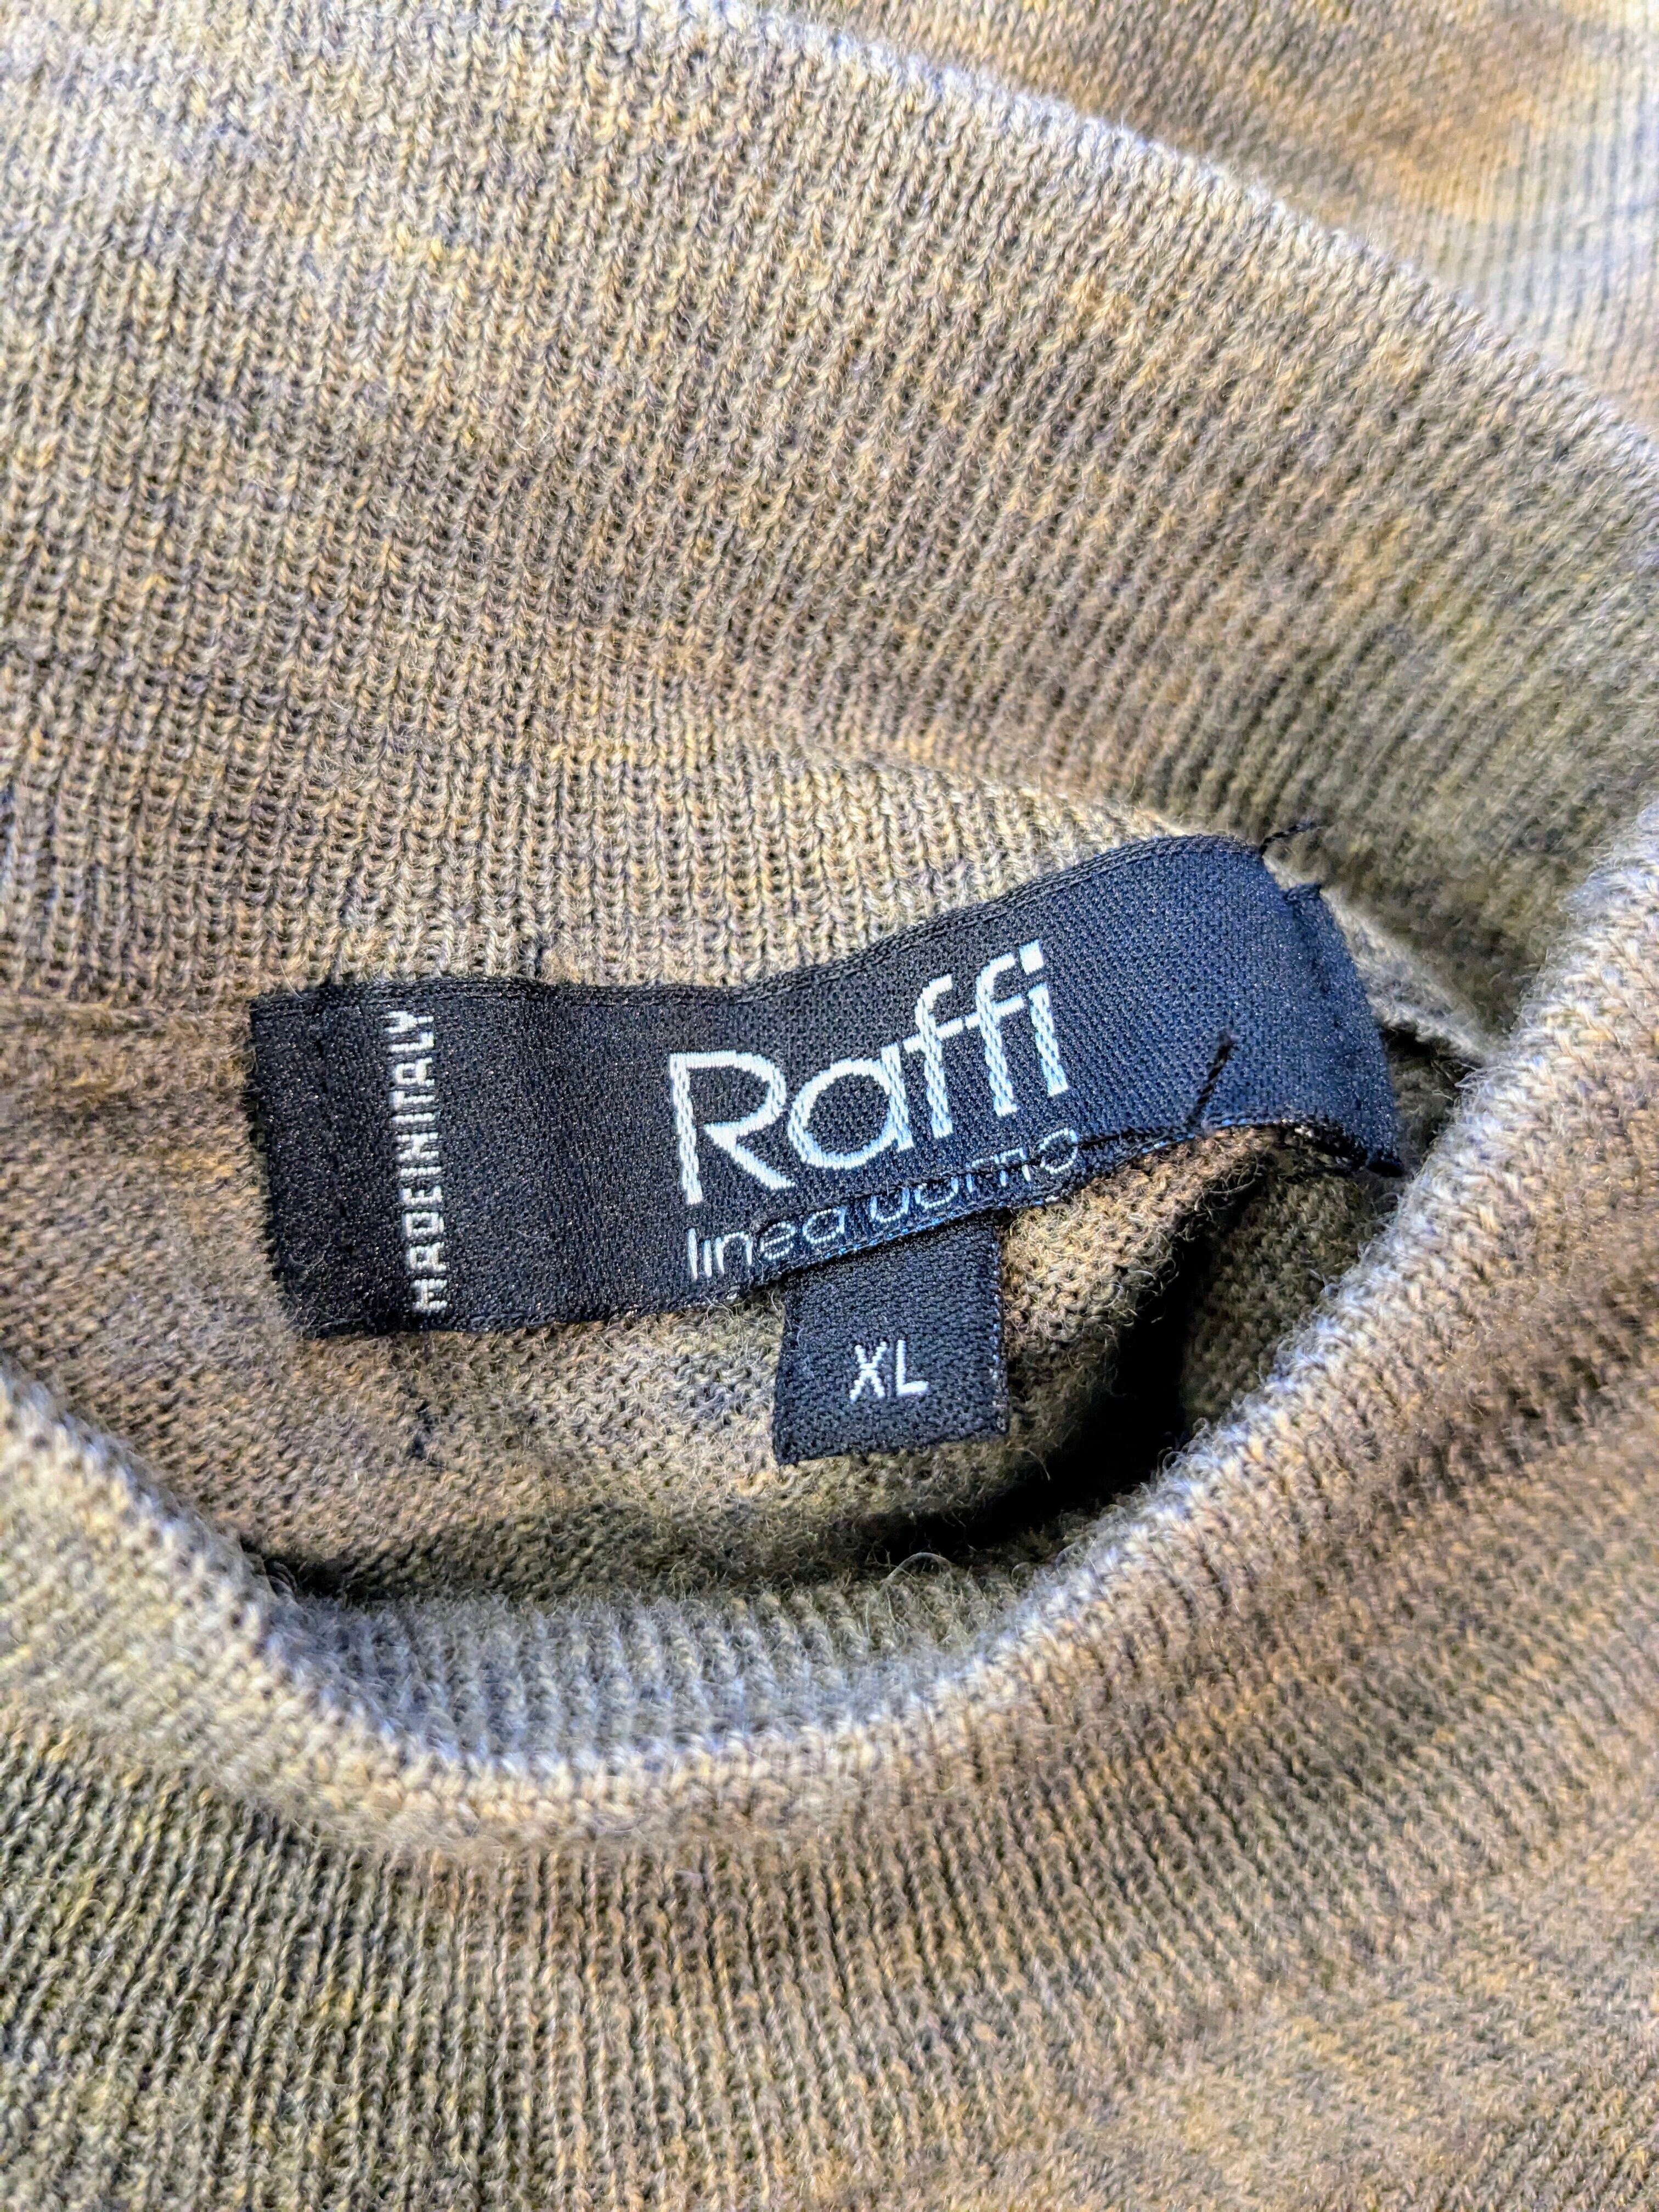 MADE IN ITALY
Raffi
linea uomo
XL